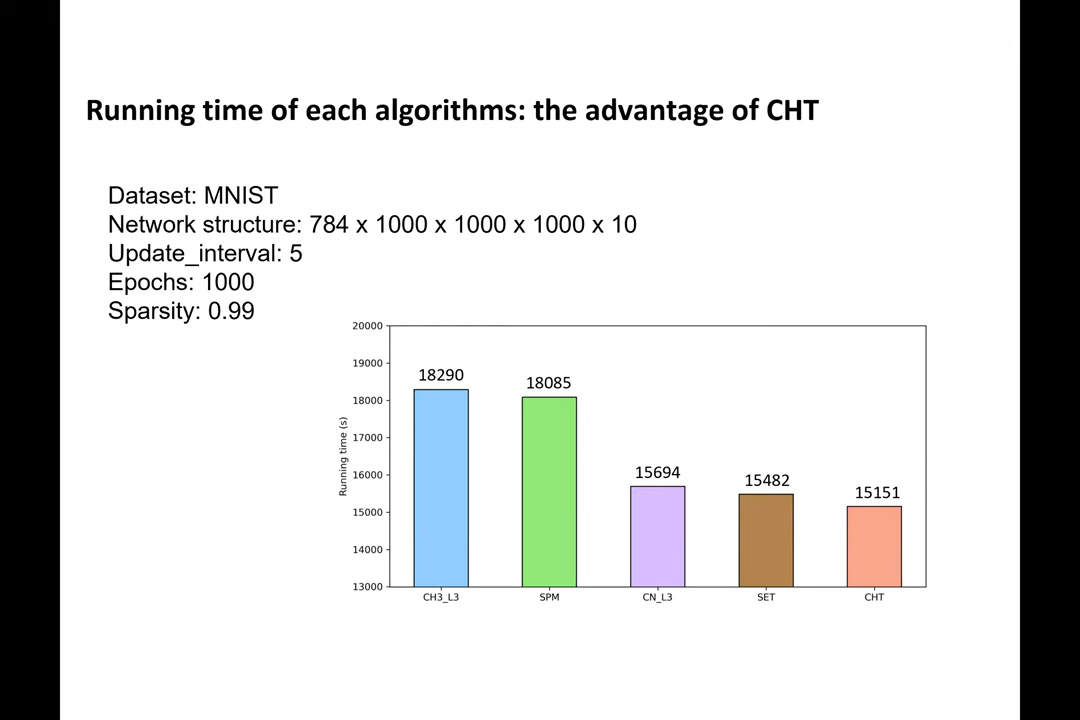 Running time of each algorithms: the advantage of CHT
Dataset: MNIST
Network structure: 784 x 1000 x 1000 x 1000 x 10
Update_interval: 5
Epochs: 1000
Sparsity: 0.99
20000
19000
18000
17000
16000
15000
14000
13000
Running time (s)
18290
18085
15694
15482
15151
CH3_L3 SPM CN_L3 SET CHT